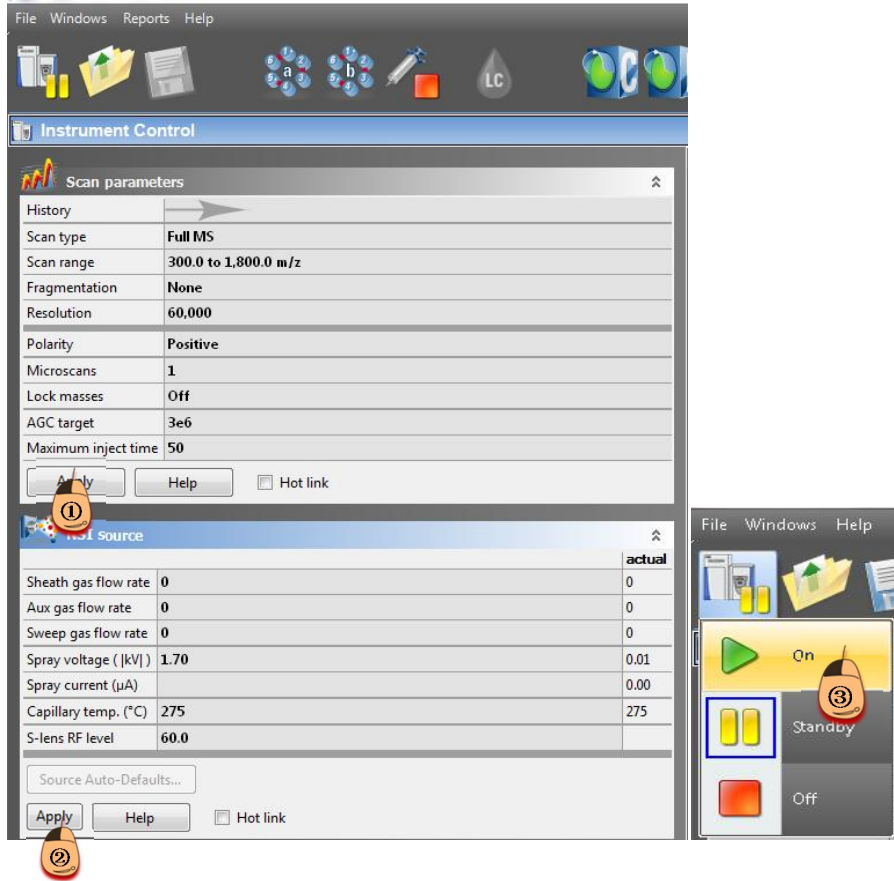 File Windows Reports Help
a
b
LC
C
Instrument Control
Scan parameters
History
Scan type Full MS
Scan range 300.0 to 1,800.0 m/z
Fragmentation None
Resolution 60,000
Polarity Positive
Microscans 1
Lock masses Off
AGC target 3e6
Maximum inject time 50
Apply Help Hot link
①
NSI source
actual
Sheath gas flow rate 0 0
Aux gas flow rate 0 0
Sweep gas flow rate 0 0
Spray voltage ( |kV| ) 1.70 0.01
Spray current (µA) 0.00
Capillary temp. (°C) 275 275
S-lens RF level 60.0
Source Auto-Defaults...
Apply Help Hot link
②
File Windows Help
On
③
Standby
Off